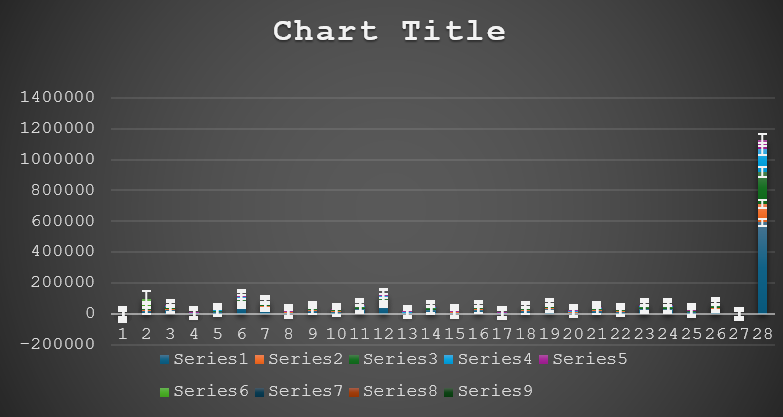 Chart Title
1400000
1200000
1000000
800000
600000
400000
200000
0
-200000
1 2 3 4 5 6 7 8 9 10 11 12 13 14 15 16 17 18 19 20 21 22 23 24 25 26 27 28
Series1 Series2 Series3 Series4 Series5
Series6 Series7 Series8 Series9